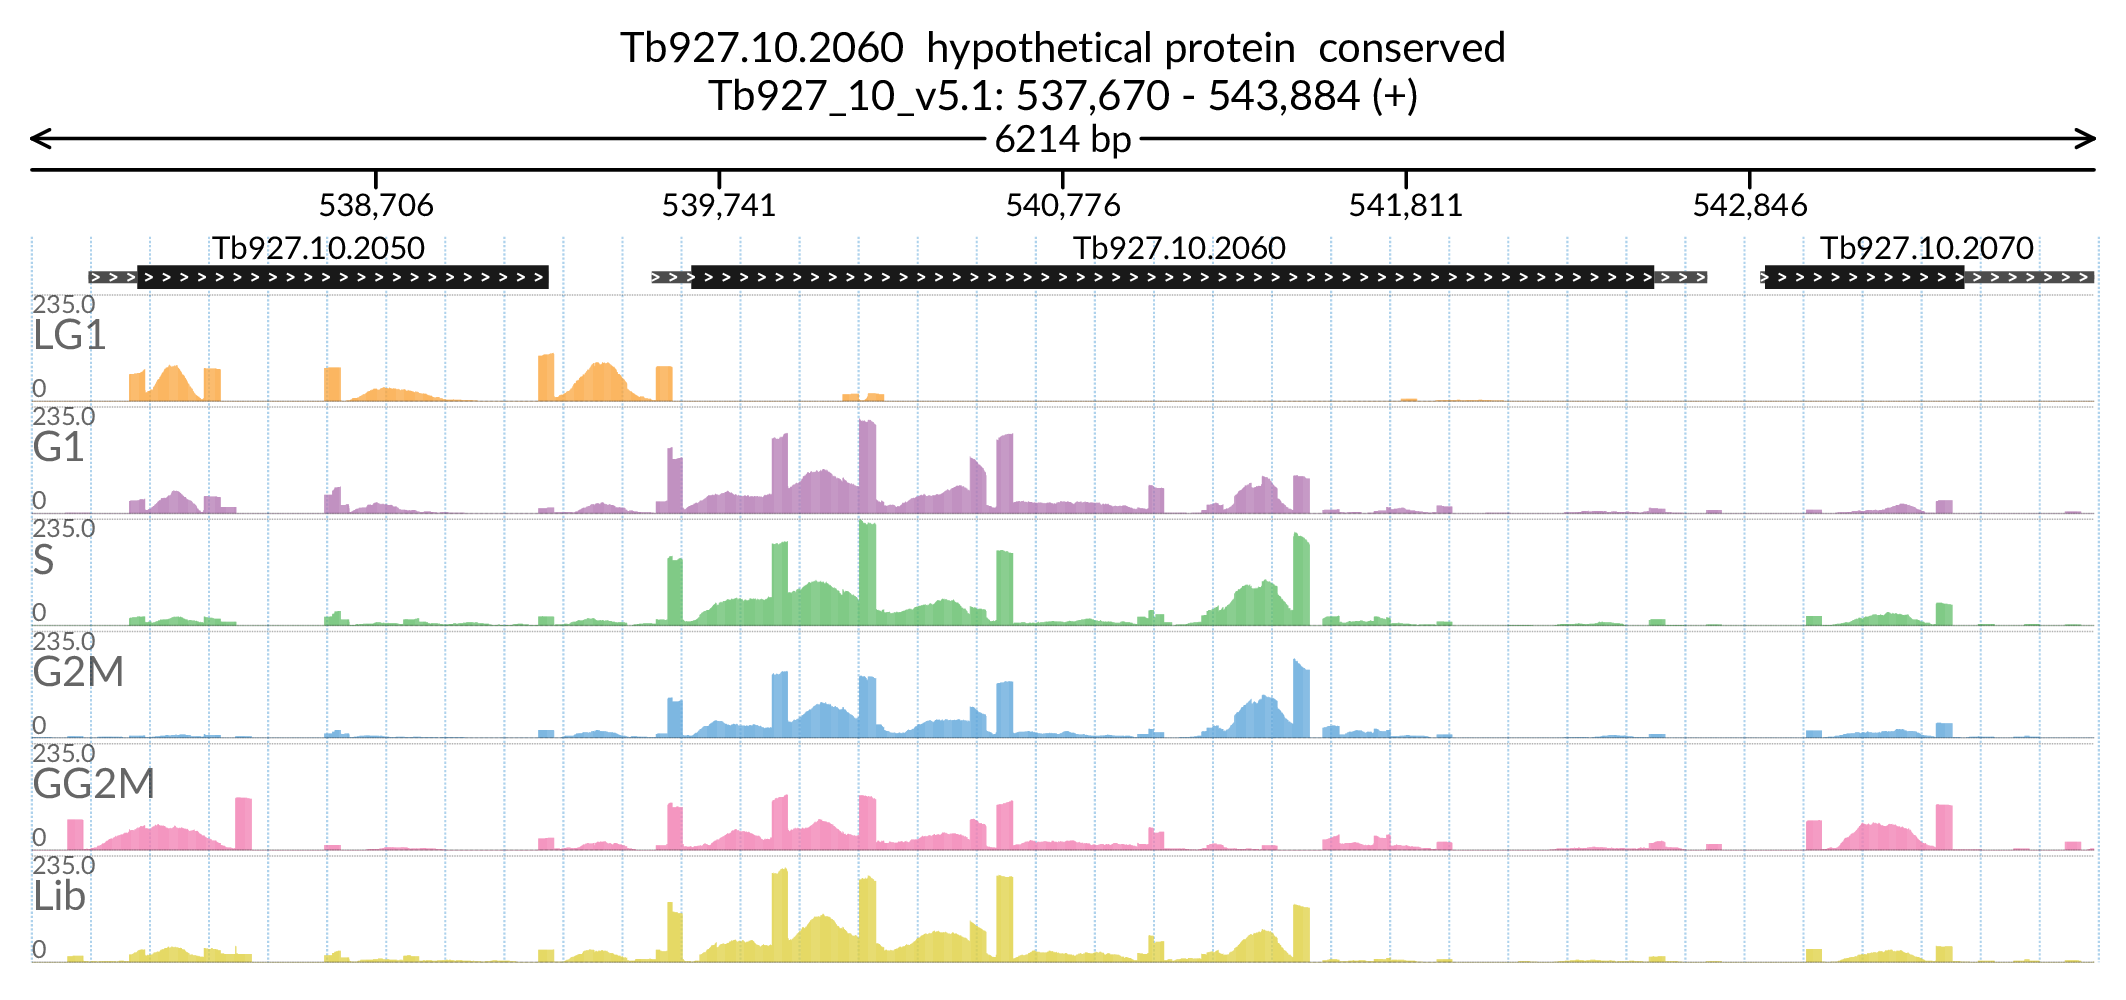 Tb927.10.2060 hypothetical protein conserved
Tb927_10_v5.1: 537,670 - 543,884 (+)
6214 bp
538,706 539,741 540,776 541,811 542,846
Tb927.10.2050 Tb927.10.2060 Tb927.10.2070
235.0
LG1
0
235.0
G1
0
235.0
S
0
235.0
G2M
0
235.0
GG2M
0
235.0
Lib
0